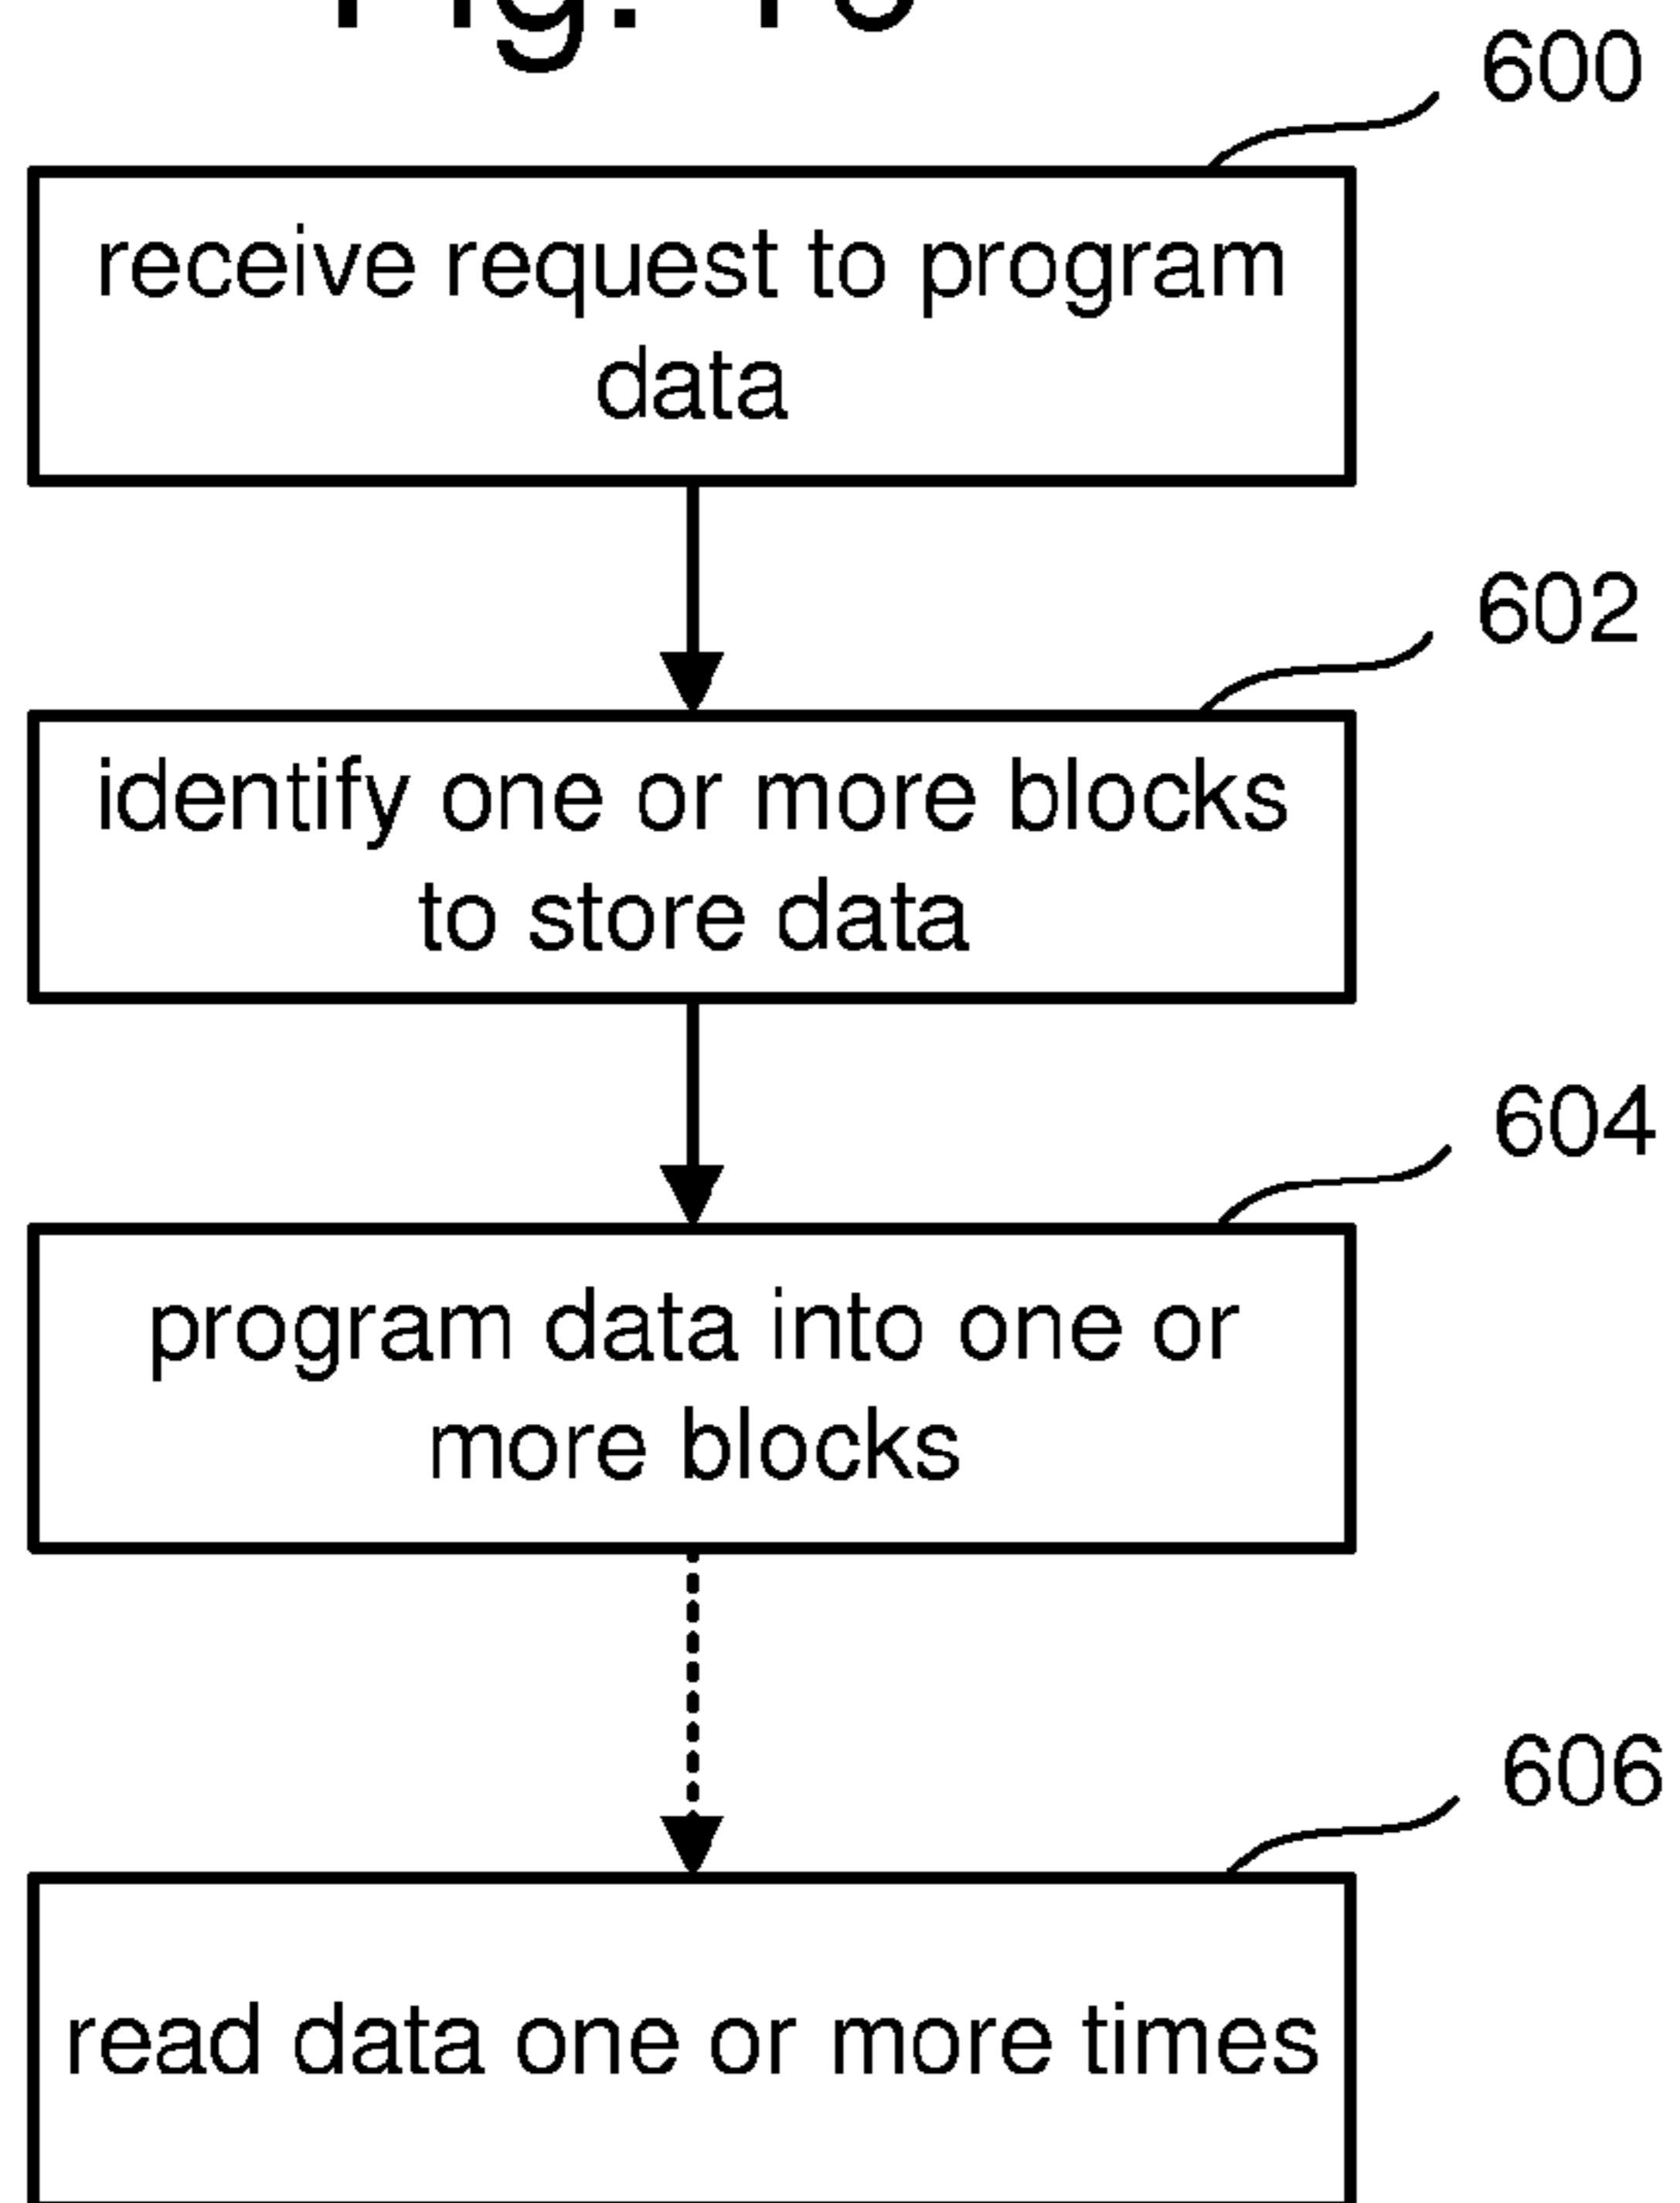 600
receive request to program
data
602
identify one or more blocks
to store data
604
program data into one or
more blocks
606
read data one or more times